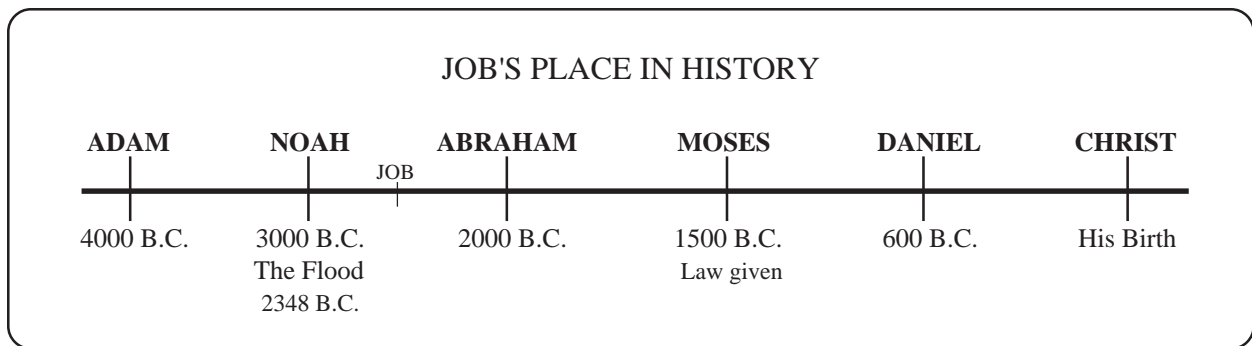 JOB'S PLACE IN HISTORY
ADAM NOAH ABRAHAM MOSES DANIEL CHRIST
JOB
4000 B.C. 3000 B.C. 2000 B.C. 1500 B.C. 600 B.C. His Birth
The Flood Law given
2348 B.C.